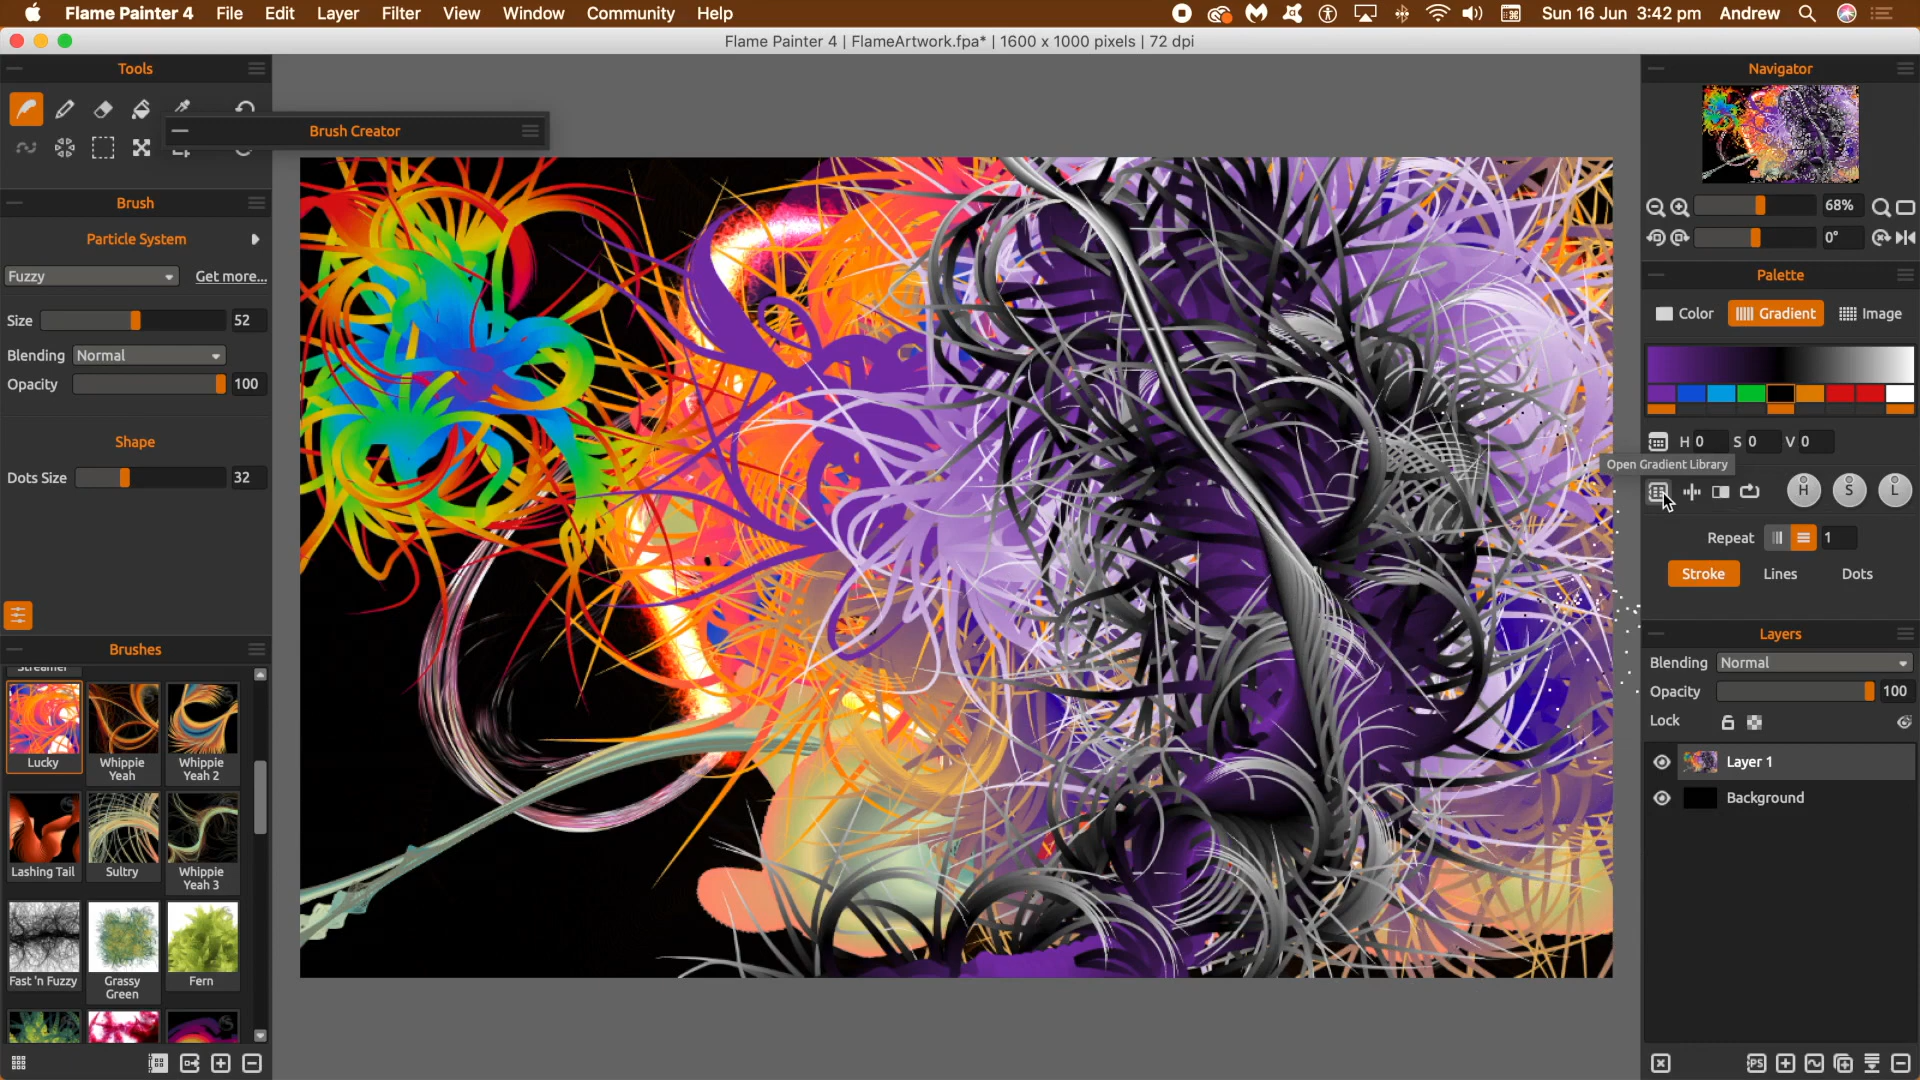 Flame Painter 4 File Edit Layer Filter View Window Community Help Sun 16 Jun 3:42 pm Andrew
Flame Painter 4 | FlameArtwork.fpa* | 1600 x 1000 pixels | 72 dpi
Tools
Brush Creator
Brush
Particle System
Fuzzy Get more...
Size 52
Blending Normal
Opacity 100
Shape
Dots Size 32
Brushes
Streamer
Lucky
Whippie Yeah
Whippie Yeah 2
Lashing Tail
Sultry
Whippie Yeah 3
Fast 'n Fuzzy
Grassy Green
Fern
Navigator
68%
0°
Palette
Color Gradient Image
H 0 S 0 V 0
Open Gradient Library
H S L
Repeat 1
Stroke Lines Dots
Layers
Blending Normal
Opacity 100
Lock
Layer 1
Background
PS